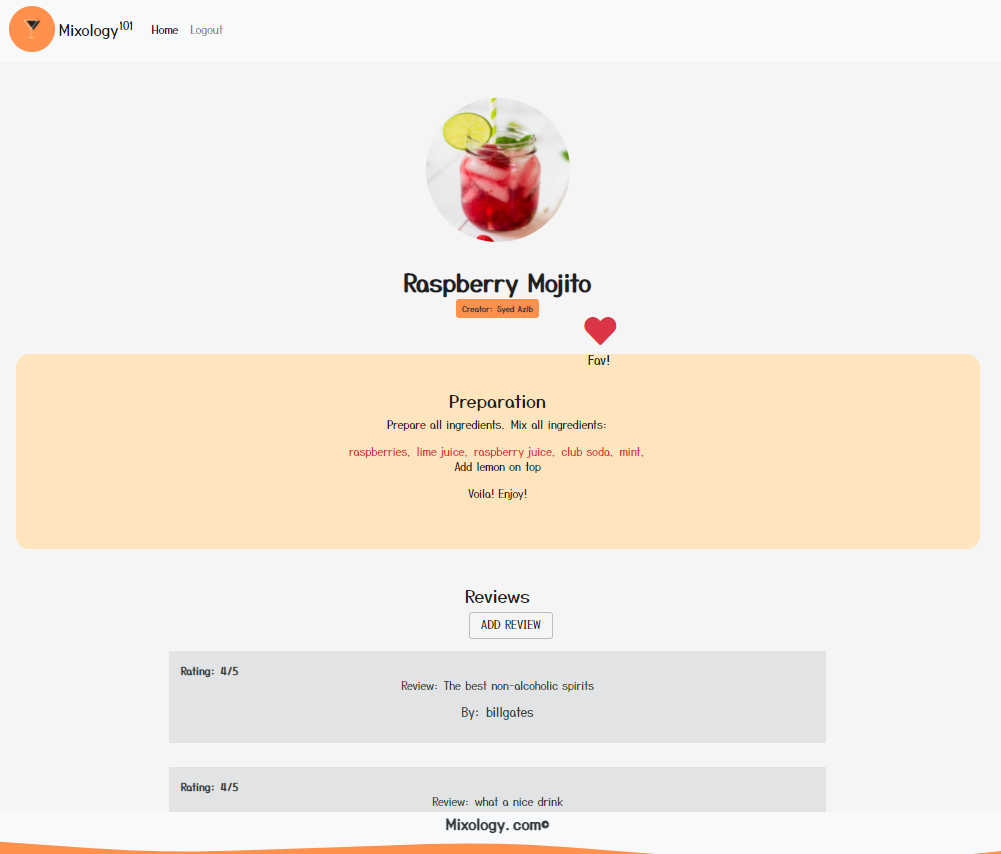 Mixology101 Home Logout
Raspberry Mojito
Creator: Syed Azib
Fav!
Preparation
Prepare all ingredients. Mix all ingredients:
raspberries, lime juice, raspberry juice, club soda, mint,
Add lemon on top
Voila! Enjoy!
Reviews
ADD REVIEW
Rating: 4/5
Review: The best non-alcoholic spirits
By: billgates
Rating: 4/5
Review: what a nice drink
Mixology. com©